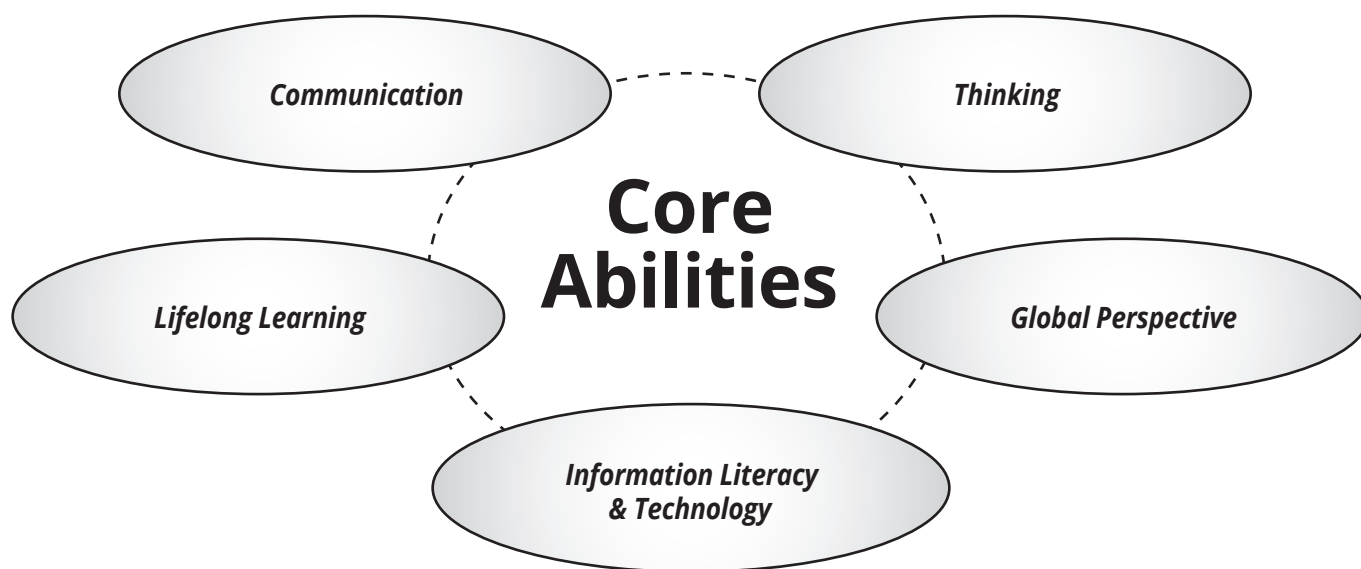 Communication
Thinking
Core
Abilities
Lifelong Learning
Global Perspective
Information Literacy
& Technology